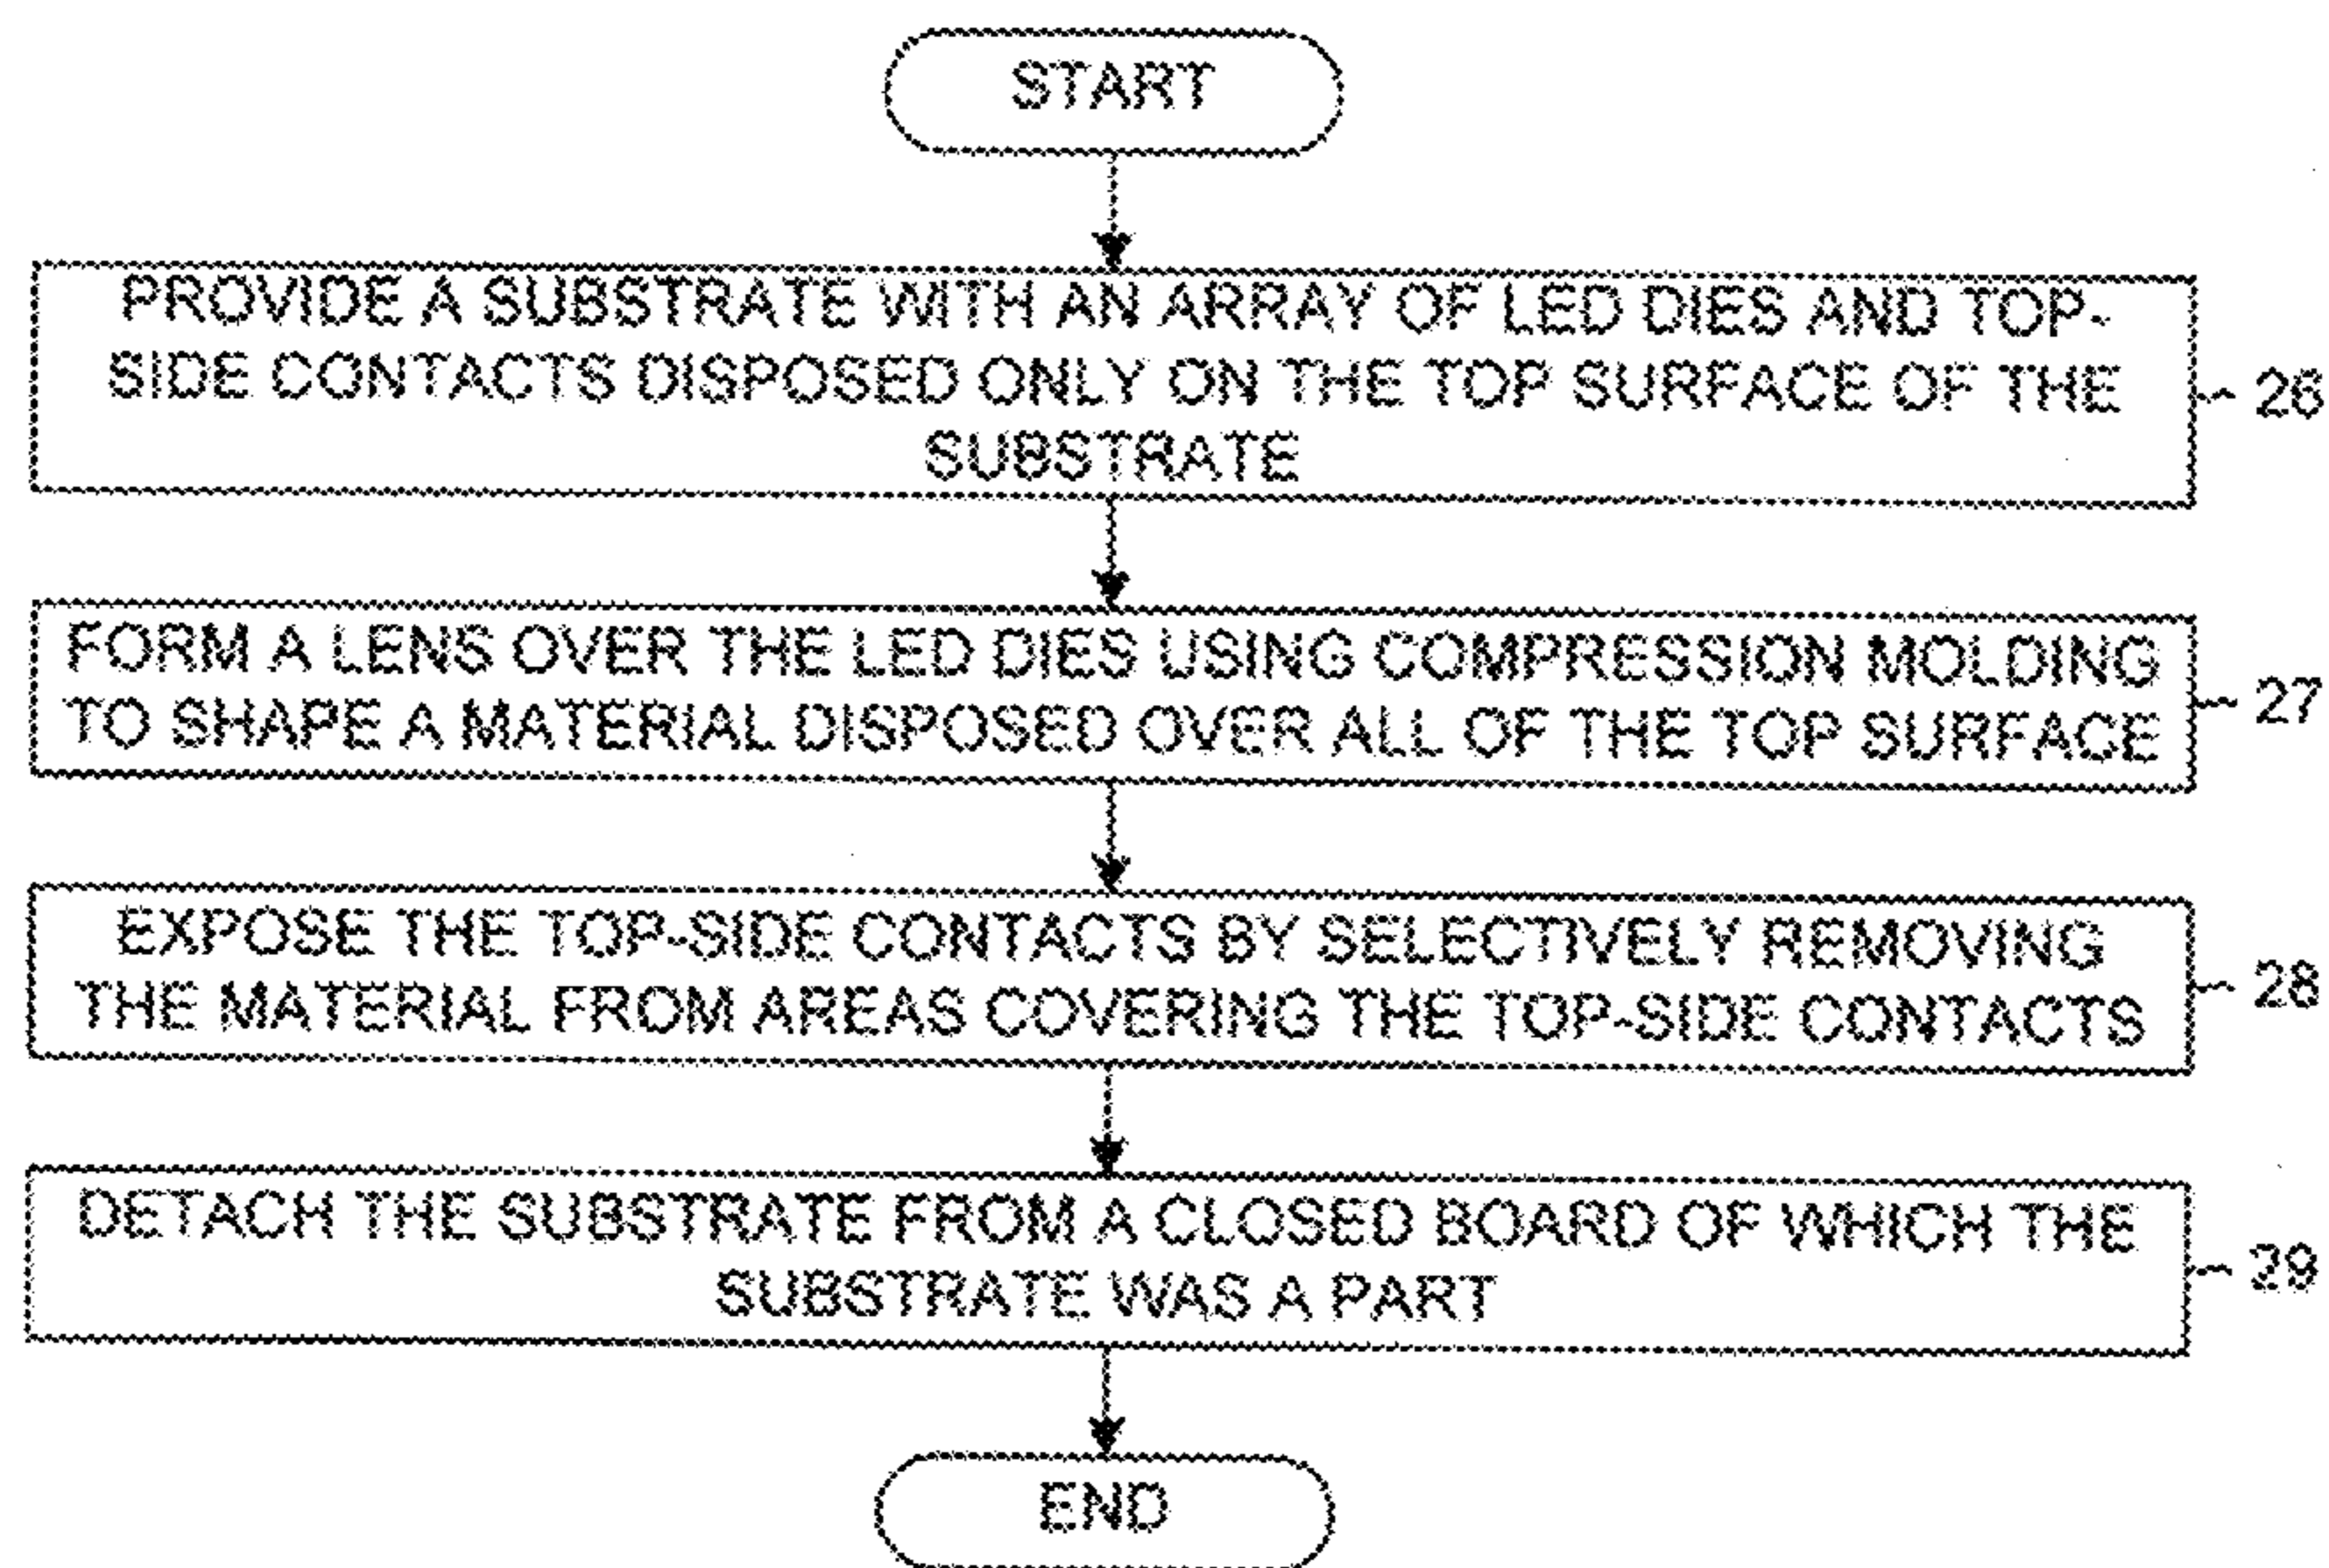 START
PROVIDE A SUBSTRATE WITH AN ARRAY OF LED DIES AND TOP-
SIDE CONTACTS DISPOSED ONLY ON THE TOP SURFACE OF THE
SUBSTRATE
26
FORM A LENS OVER THE LED DIES USING COMPRESSION MOLDING
TO SHAPE A MATERIAL DISPOSED OVER ALL OF THE TOP SURFACE
27
EXPOSE THE TOP-SIDE CONTACTS BY SELECTIVELY REMOVING
THE MATERIAL FROM AREAS COVERING THE TOP-SIDE CONTACTS
28
DETACH THE SUBSTRATE FROM A CLOSED BOARD OF WHICH THE
SUBSTRATE WAS A PART
29
END